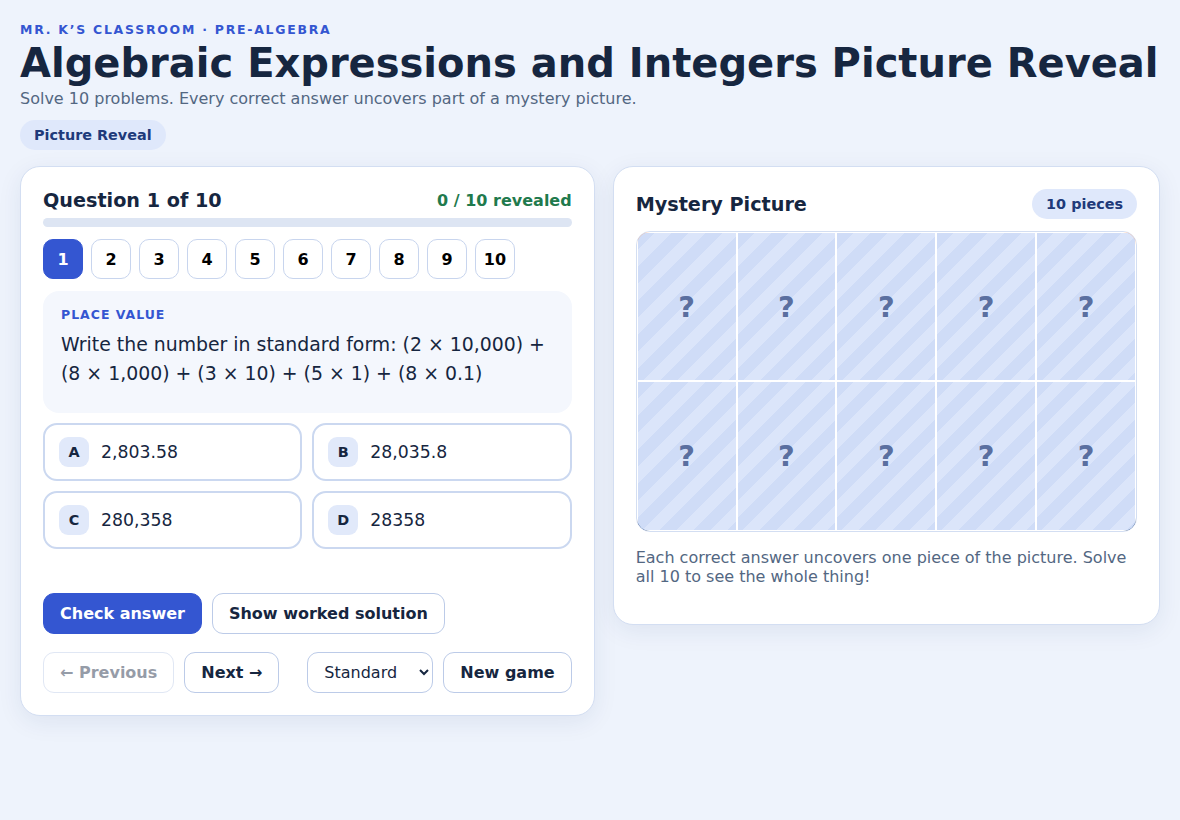 MR. K’S CLASSROOM · PRE-ALGEBRA
Algebraic Expressions and Integers Picture Reveal
Solve 10 problems. Every correct answer uncovers part of a mystery picture.
Picture Reveal
Question 1 of 10
0 / 10 revealed
1 2 3 4 5 6 7 8 9 10
PLACE VALUE
Write the number in standard form: (2 × 10,000) +
(8 × 1,000) + (3 × 10) + (5 × 1) + (8 × 0.1)
A 2,803.58
B 28,035.8
C 280,358
D 28358
Check answer
Show worked solution
← Previous
Next →
Standard
New game
Mystery Picture
10 pieces
? ? ? ? ?
? ? ? ? ?
Each correct answer uncovers one piece of the picture. Solve
all 10 to see the whole thing!